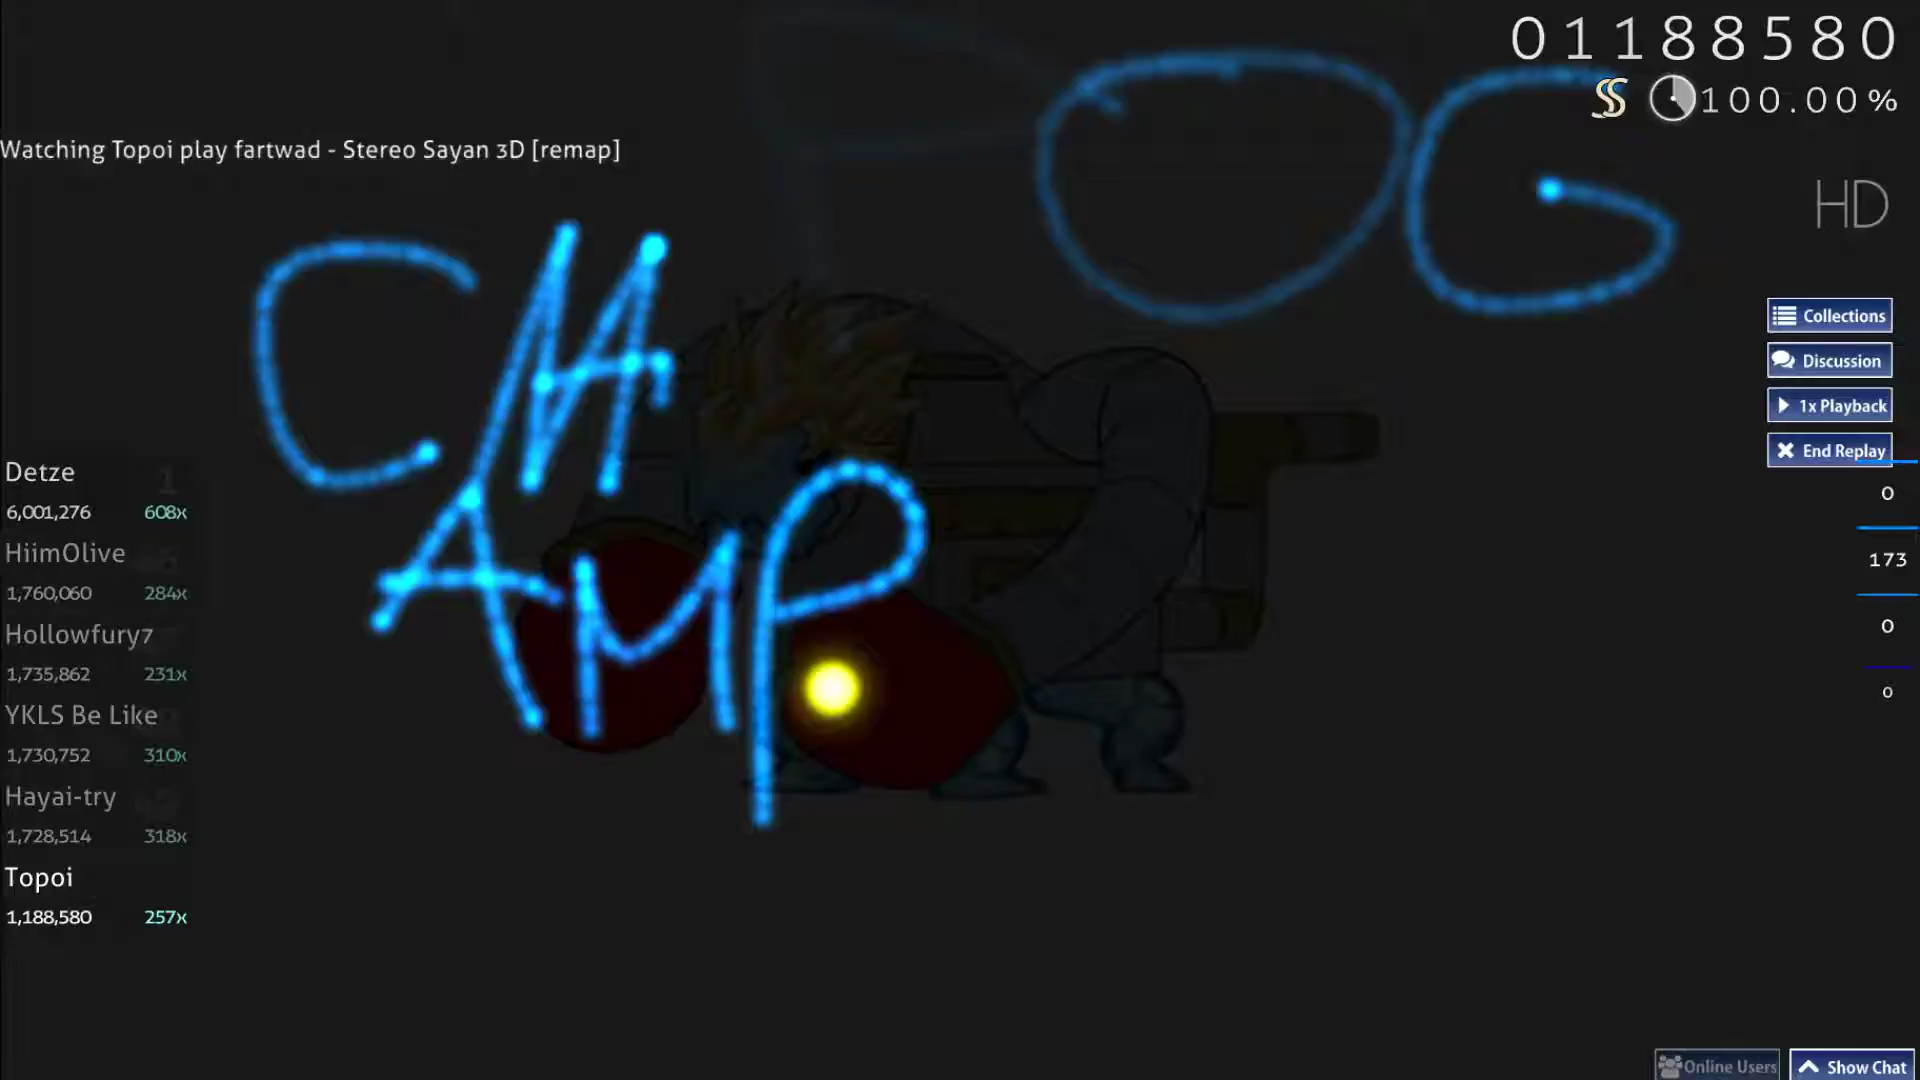 01188580
SS 100.00%
Watching Topoi play fartwad - Stereo Sayan 3D [remap]
HD
POG
CHAMP
Collections
Discussion
1x Playback
End Replay
0
173
0
0
Detze 1
6,001,276 608x
HiimOlive
1,760,060 284x
Hollowfury7
1,735,862 231x
YKLS Be Like
1,730,752 310x
Hayai-try
1,728,514 318x
Topoi
1,188,580 257x
Online Users
Show Chat